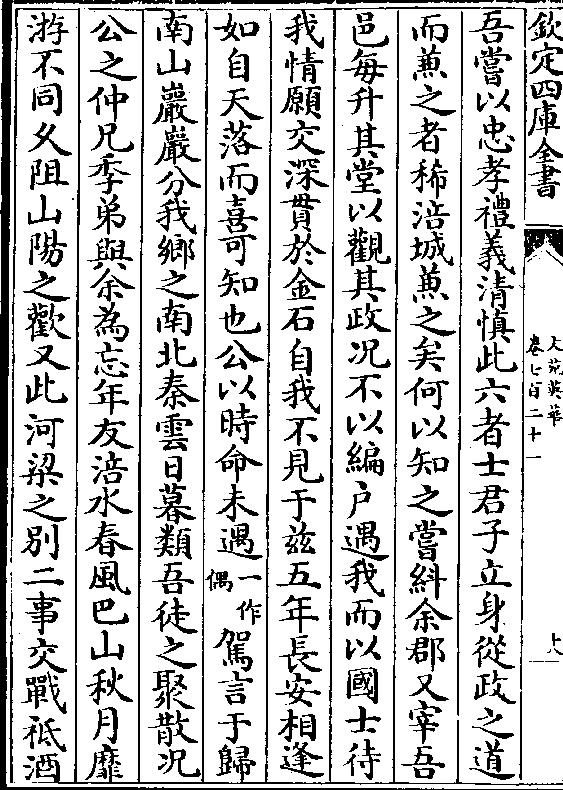 欽定四庫全書
文苑英華
卷七百二十一
十八
吾嘗以忠孝禮義清慎此六者士君子立身從政之道
而兼之者稀涪城兼之矣何以知之嘗糾余郡又宰吾
邑每升其堂以觀其政况不以編户遇我而以國士待
我情願交深貫於金石自我不見于兹五年長安相逢
如自天落而喜可知也公以時命未遇一作偶駕言于歸
南山巖巖分我鄉之南北秦雲日暮類吾徒之聚散况
公之仲兄季弟與余為忘年友涪水春風巴山秋月靡
游不同久阻山陽之歡又此河梁之别二事交戰祗酒